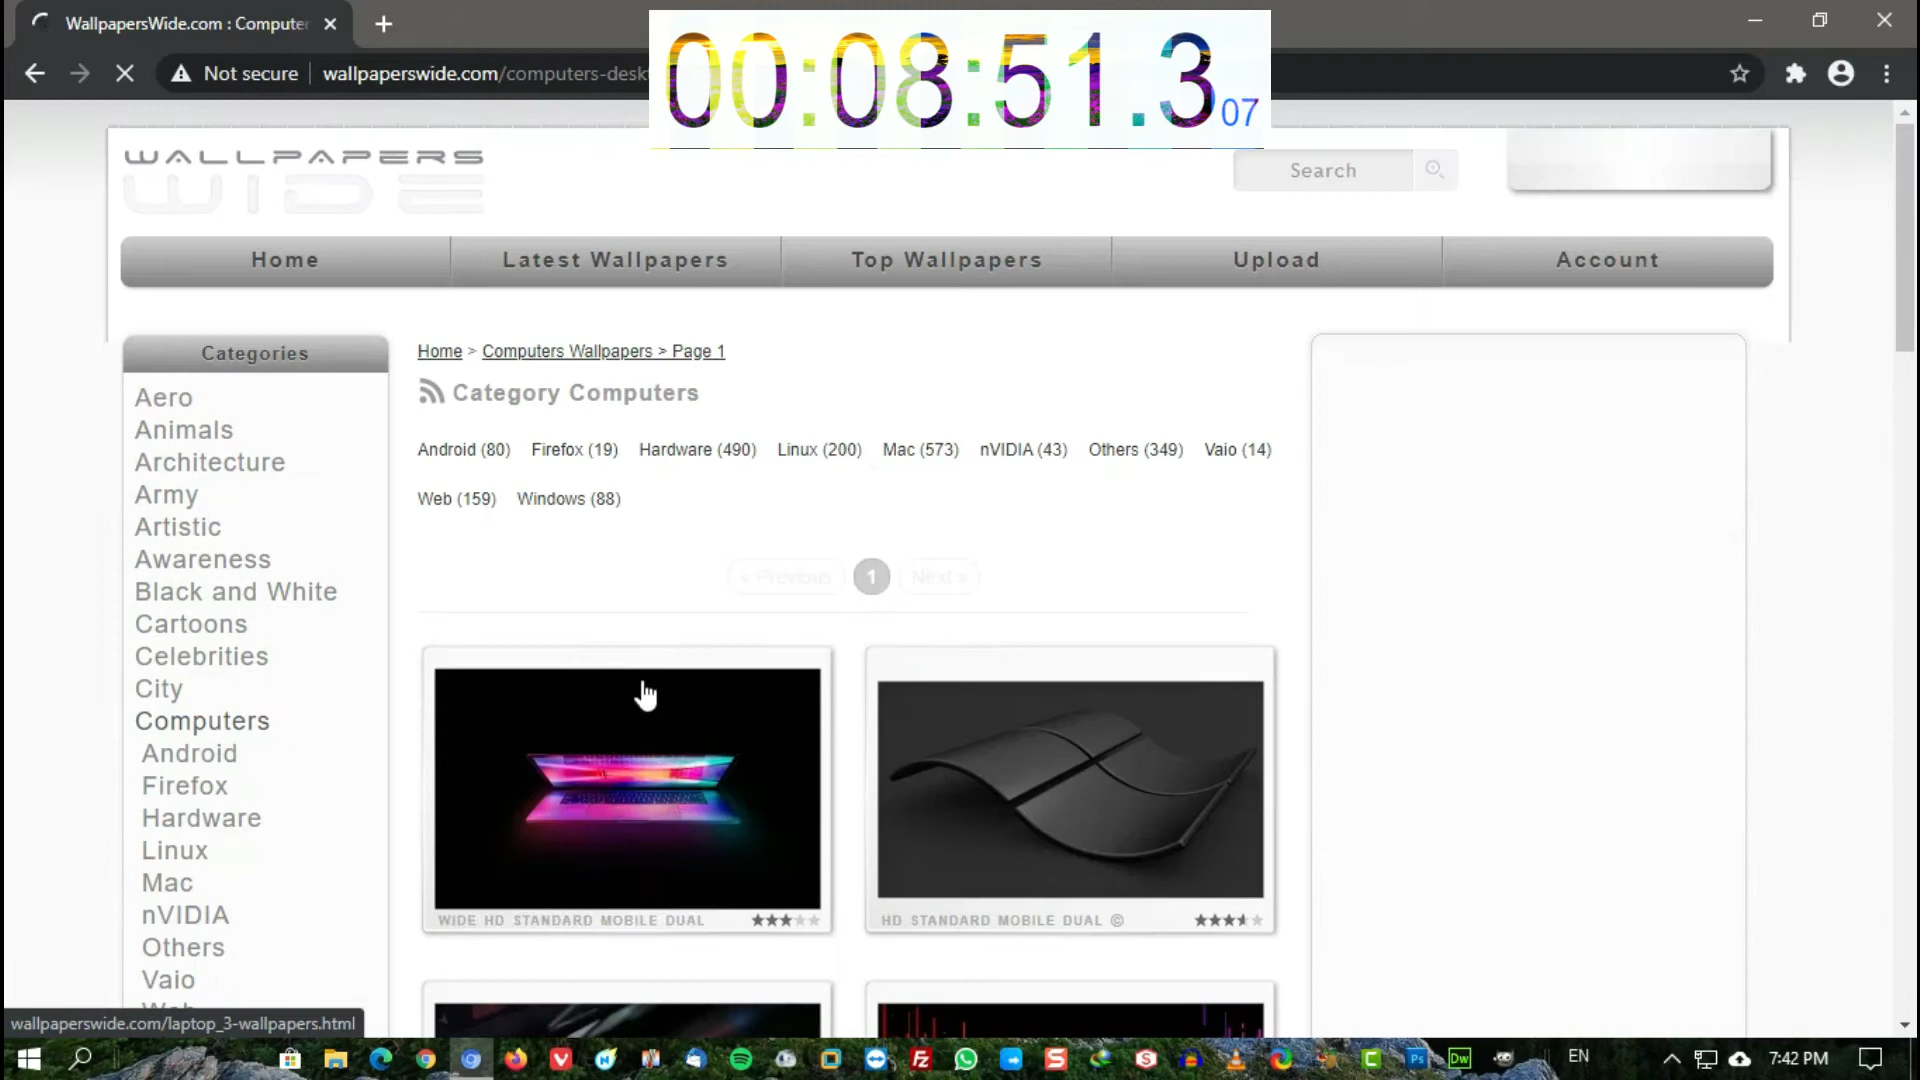 WallpapersWide.com : Computer
Not secure
wallpaperswide.com/computers-desk
00:08:51.307
WALLPAPERS
WIDE
Search
Home
Latest Wallpapers
Top Wallpapers
Upload
Account
Categories
Aero
Animals
Architecture
Army
Artistic
Awareness
Black and White
Cartoons
Celebrities
City
Computers
Android
Firefox
Hardware
Linux
Mac
nVIDIA
Others
Vaio
Home > Computers Wallpapers > Page 1
Category Computers
Android (80) Firefox (19) Hardware (490) Linux (200) Mac (573) nVIDIA (43) Others (349) Vaio (14)
Web (159) Windows (88)
« Previous 1 Next »
WIDE HD STANDARD MOBILE DUAL
HD STANDARD MOBILE DUAL ©
wallpaperswide.com/laptop_3-wallpapers.html
EN
7:42 PM